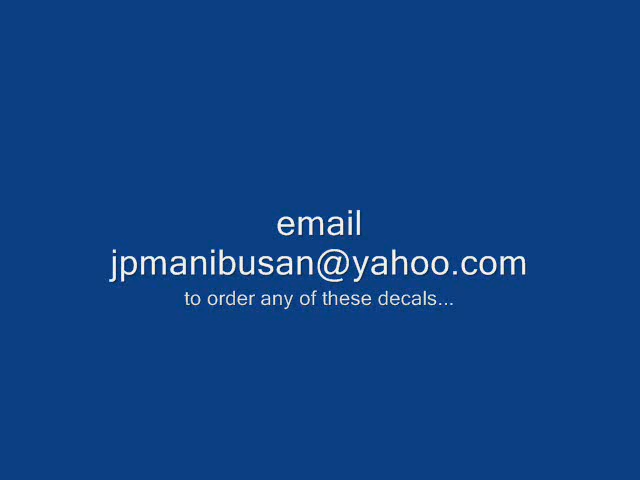 email
jpmanibusan@yahoo.com
to order any of these decals...